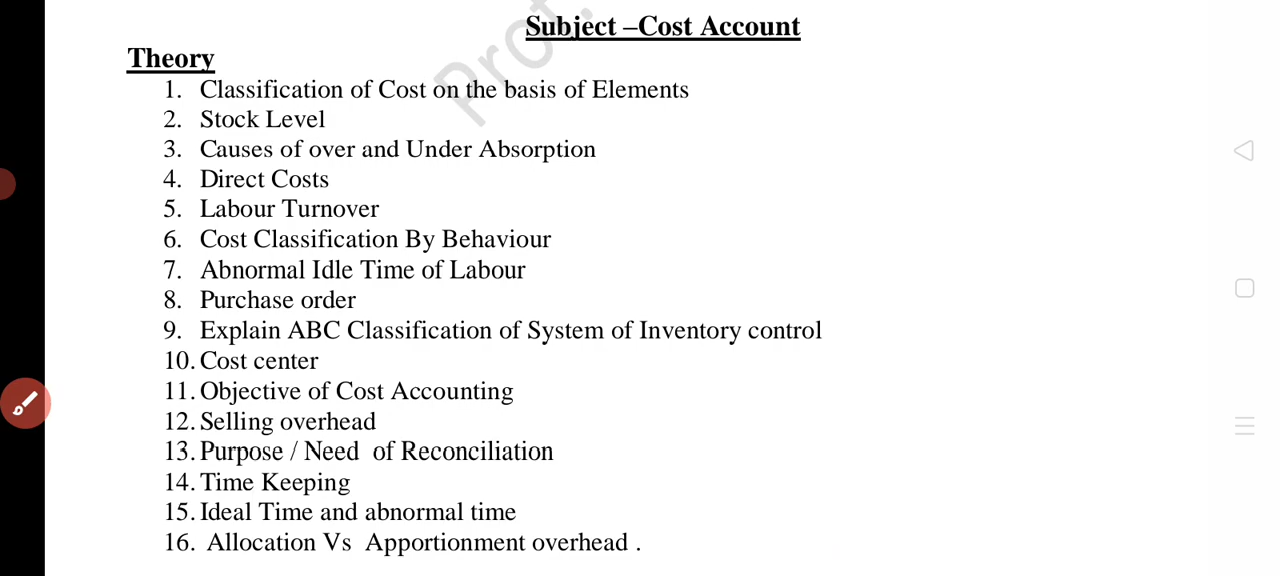 Subject –Cost Account
Theory
1. Classification of Cost on the basis of Elements
2. Stock Level
3. Causes of over and Under Absorption
4. Direct Costs
5. Labour Turnover
6. Cost Classification By Behaviour
7. Abnormal Idle Time of Labour
8. Purchase order
9. Explain ABC Classification of System of Inventory control
10. Cost center
11. Objective of Cost Accounting
12. Selling overhead
13. Purpose / Need of Reconciliation
14. Time Keeping
15. Ideal Time and abnormal time
16. Allocation Vs Apportionment overhead .
Prof.